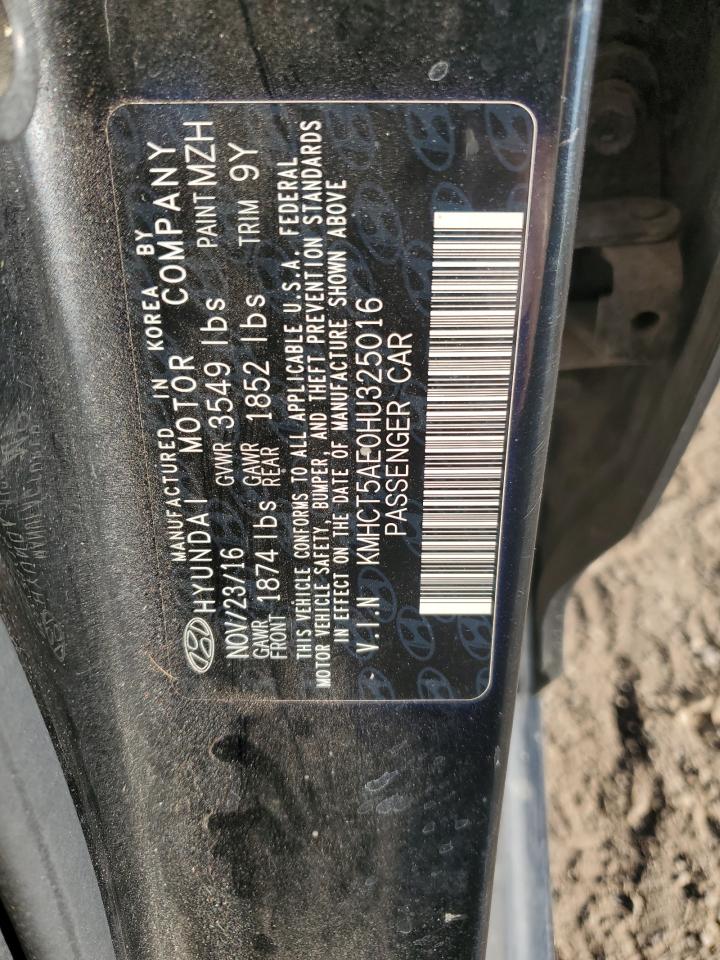 MANUFACTURED IN KOREA BY
HYUNDAI MOTOR COMPANY
NOV/23/16 GVWR 3549 lbs PAINT MZH
GAWR FRONT 1874 lbs GAWR REAR 1852 lbs TRIM 9Y
THIS VEHICLE CONFORMS TO ALL APPLICABLE U.S.A. FEDERAL
MOTOR VEHICLE SAFETY, BUMPER, AND THEFT PREVENTION STANDARDS
IN EFFECT ON THE DATE OF MANUFACTURE SHOWN ABOVE
V.I.N KMHCT5AE0HU325016
PASSENGER CAR